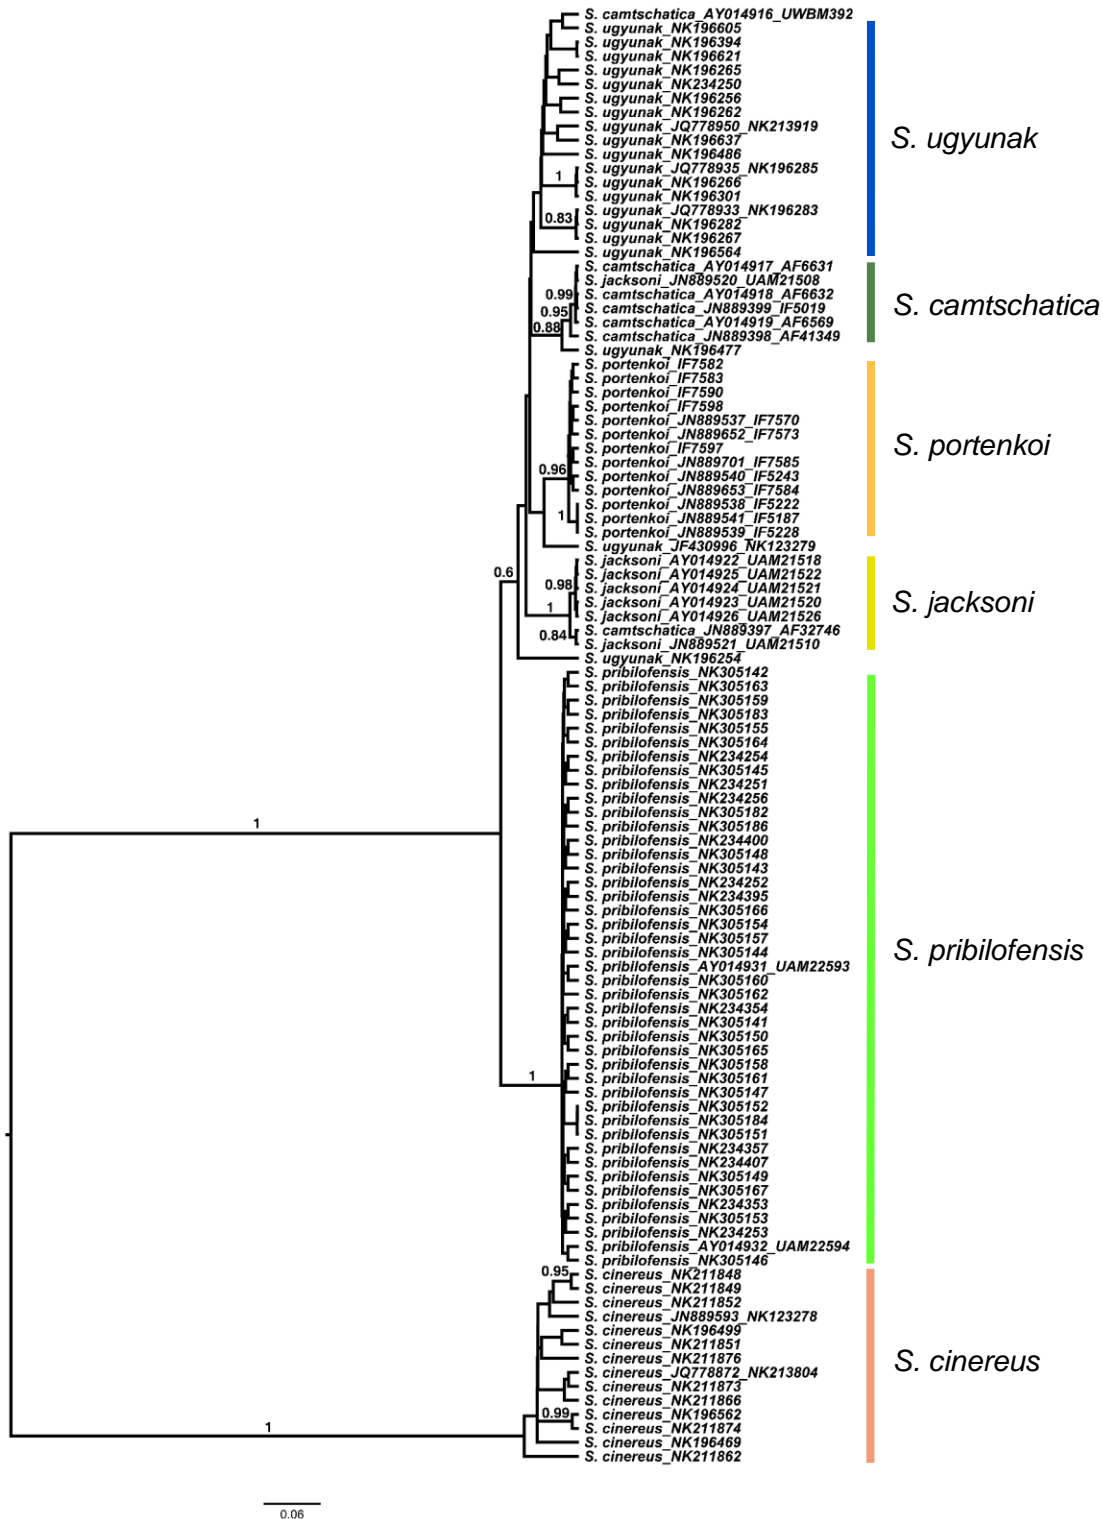 S. camtschatica_AY014916_UWBM392
S. ugyunak_NK196605
S. ugyunak_NK196394
S. ugyunak_NK196621
S. ugyunak_NK196265
S. ugyunak_NK234250
S. ugyunak_NK196256
S. ugyunak_NK196262
S. ugyunak_JQ778950_NK213919
S. ugyunak_NK196637
S. ugyunak_NK196486
S. ugyunak_JQ778935_NK196285
1
S. ugyunak_NK196266
S. ugyunak_NK196301
S. ugyunak_JQ778933_NK196283
0.83
S. ugyunak_NK196282
S. ugyunak_NK196267
S. ugyunak_NK196564
S. ugyunak
S. camtschatica_AY014917_AF6631
S. jacksoni_JN889520_UAM21508
0.99
S. camtschatica_AY014918_AF6632
0.95
S. camtschatica_JN889399_IF5019
0.88
S. camtschatica_AY014919_AF6569
S. camtschatica_JN889398_AF41349
S. camtschatica
S. ugyunak_NK196477
S. portenkoi_IF7582
S. portenkoi_IF7583
S. portenkoi_IF7590
S. portenkoi_IF7598
S. portenkoi_JN889537_IF7570
S. portenkoi_JN889652_IF7573
S. portenkoi_IF7597
S. portenkoi_JN889701_IF7585
0.96
S. portenkoi_JN889540_IF5243
S. portenkoi_JN889653_IF7584
S. portenkoi_JN889538_IF5222
1
S. portenkoi_JN889541_IF5187
S. portenkoi_JN889539_IF5228
S. portenkoi
S. ugyunak_JF430996_NK123279
S. jacksoni_AY014922_UAM21518
0.6
S. jacksoni_AY014925_UAM21522
0.98
S. jacksoni_AY014924_UAM21521
S. jacksoni_AY014923_UAM21520
1
S. jacksoni_AY014926_UAM21526
S. camtschatica_JN889397_AF32746
0.84
S. jacksoni_JN889521_UAM21510
S. jacksoni
S. ugyunak_NK196254
S. pribilofensis_NK305142
S. pribilofensis_NK305163
S. pribilofensis_NK305159
S. pribilofensis_NK305183
S. pribilofensis_NK305155
S. pribilofensis_NK305164
S. pribilofensis_NK234254
S. pribilofensis_NK305145
S. pribilofensis_NK234251
S. pribilofensis_NK234256
S. pribilofensis_NK305182
1
S. pribilofensis_NK305186
S. pribilofensis_NK234400
S. pribilofensis_NK305148
S. pribilofensis_NK305143
S. pribilofensis_NK234252
S. pribilofensis_NK234395
S. pribilofensis_NK305166
S. pribilofensis_NK305154
S. pribilofensis_NK305157
S. pribilofensis_NK305144
S. pribilofensis_AY014931_UAM22593
S. pribilofensis_NK305160
S. pribilofensis_NK305162
S. pribilofensis_NK234354
S. pribilofensis_NK305141
S. pribilofensis_NK305150
S. pribilofensis_NK305165
S. pribilofensis_NK305158
1
S. pribilofensis_NK305161
S. pribilofensis_NK305147
S. pribilofensis_NK305152
S. pribilofensis_NK305184
S. pribilofensis_NK305151
S. pribilofensis_NK234357
S. pribilofensis_NK234407
S. pribilofensis_NK305149
S. pribilofensis_NK305167
S. pribilofensis_NK234353
S. pribilofensis_NK305153
S. pribilofensis_NK234253
S. pribilofensis_AY014932_UAM22594
S. pribilofensis_NK305146
S. pribilofensis
0.95
S. cinereus_NK211848
S. cinereus_NK211849
S. cinereus_NK211852
S. cinereus_JN889593_NK123278
S. cinereus_NK196499
S. cinereus_NK211851
S. cinereus_NK211876
S. cinereus_JQ778872_NK213804
S. cinereus_NK211873
S. cinereus_NK211866
0.99
S. cinereus_NK196562
1
S. cinereus_NK211874
S. cinereus_NK196469
S. cinereus_NK211862
S. cinereus
0.06